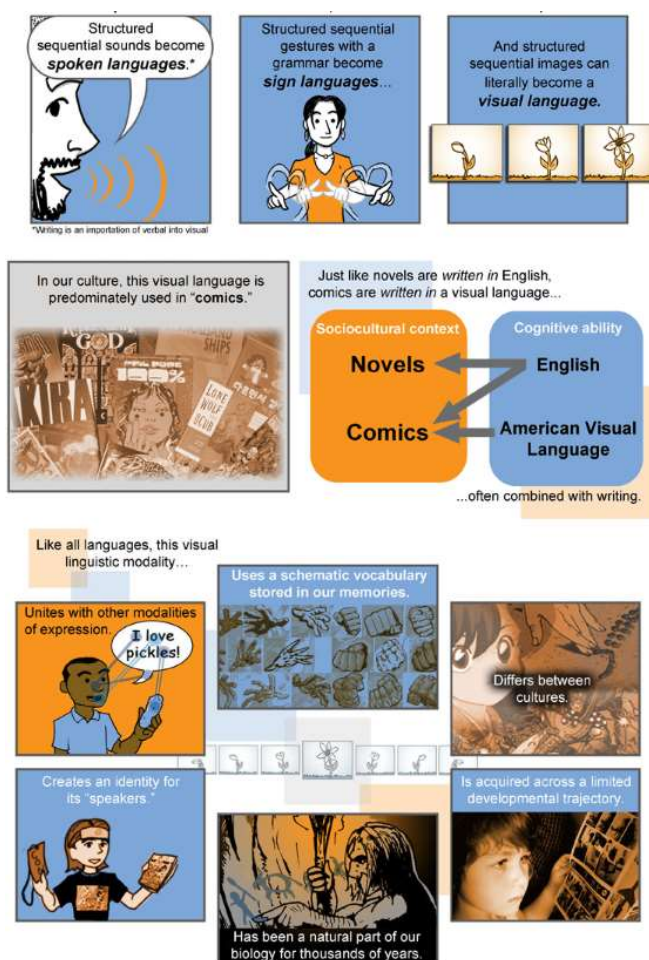 Structured
sequential sounds become
spoken languages.*
*Writing is an importation of verbal into visual
Structured sequential
gestures with a
grammar become
sign languages...
And structured
sequential images can
literally become a
visual language.
In our culture, this visual language is
predominately used in “comics.”
GOD
SHIPS
AKIRA
100%
LONE
WOLF
CUB
Just like novels are written in English,
comics are written in a visual language...
Sociocultural context
Novels
Comics
Cognitive ability
English
American Visual
Language
...often combined with writing.
Like all languages, this visual
linguistic modality...
Unites with other modalities
of expression.
I love
pickles!
Uses a schematic vocabulary
stored in our memories.
Differs between
cultures.
Creates an identity for
its “speakers.”
Has been a natural part of our
biology for thousands of years.
Is acquired across a limited
developmental trajectory.